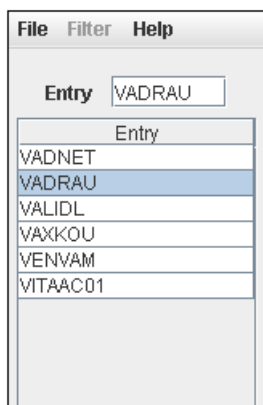 File Filter Help
Entry VADRAU
Entry
VADNET
VADRAU
VALIDL
VAXKOU
VENVAM
VITAAC01